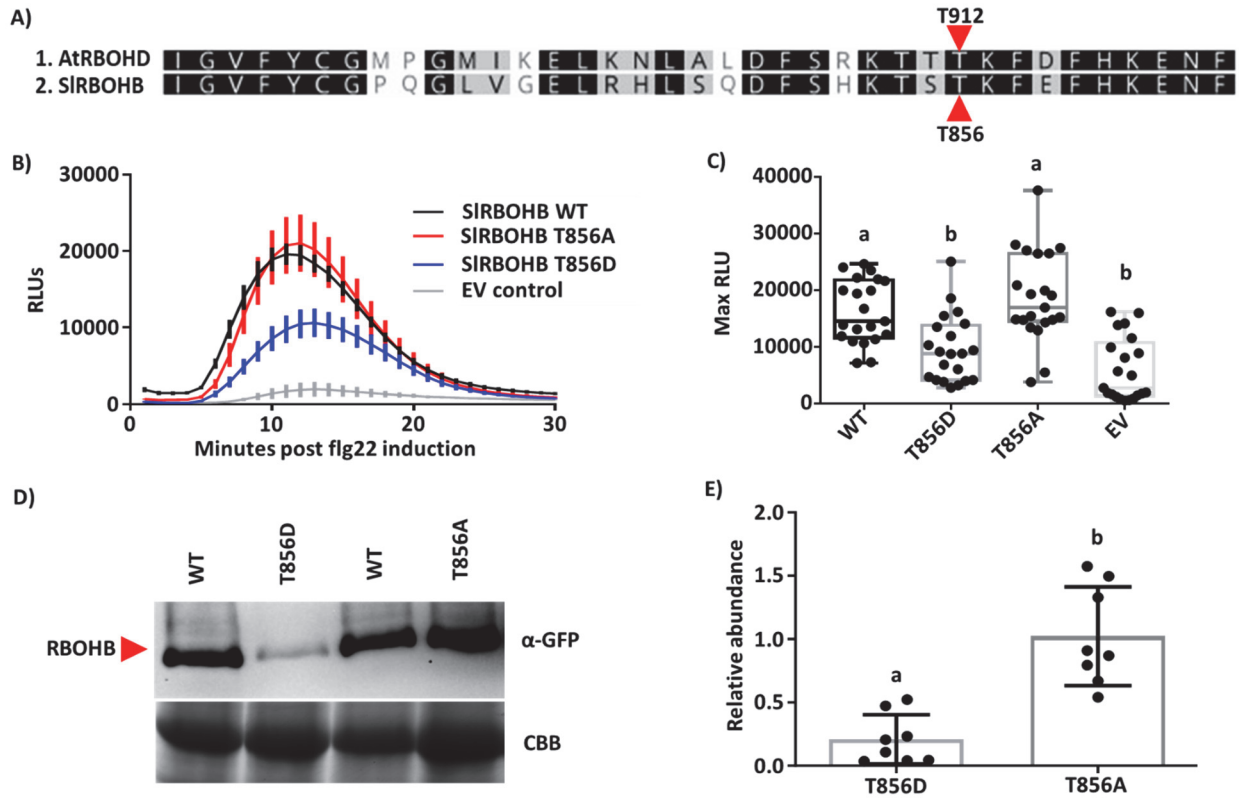 A)
T912
1. AtRBOHD IGVFYCGMPGMIKELKNLALDFSRKTTTKFDFHKENF
2. SlRBOHB IGVFYCGPQGLVGELRHLSQDFSHKTSTKFEFHKENF
T856
B)
30000
20000
10000
0
RLUs
0 10 20 30
Minutes post flg22 induction
SlRBOHB WT
SlRBOHB T856A
SlRBOHB T856D
EV control
C)
40000
30000
20000
10000
0
Max RLU
a b a b
WT T856D T856A EV
D)
WT T856D WT T856A
RBOHB
α-GFP
CBB
E)
2.0
1.5
1.0
0.5
0.0
Relative abundance
a b
T856D T856A